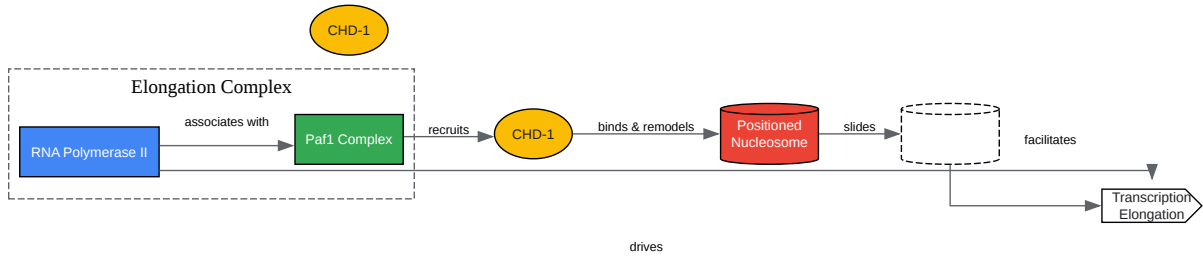 CHD-1
Elongation Complex
associates with
RNA Polymerase II
Paf1 Complex
recruits
CHD-1
binds & remodels
Positioned
Nucleosome
slides
facilitates
Transcription
Elongation
drives